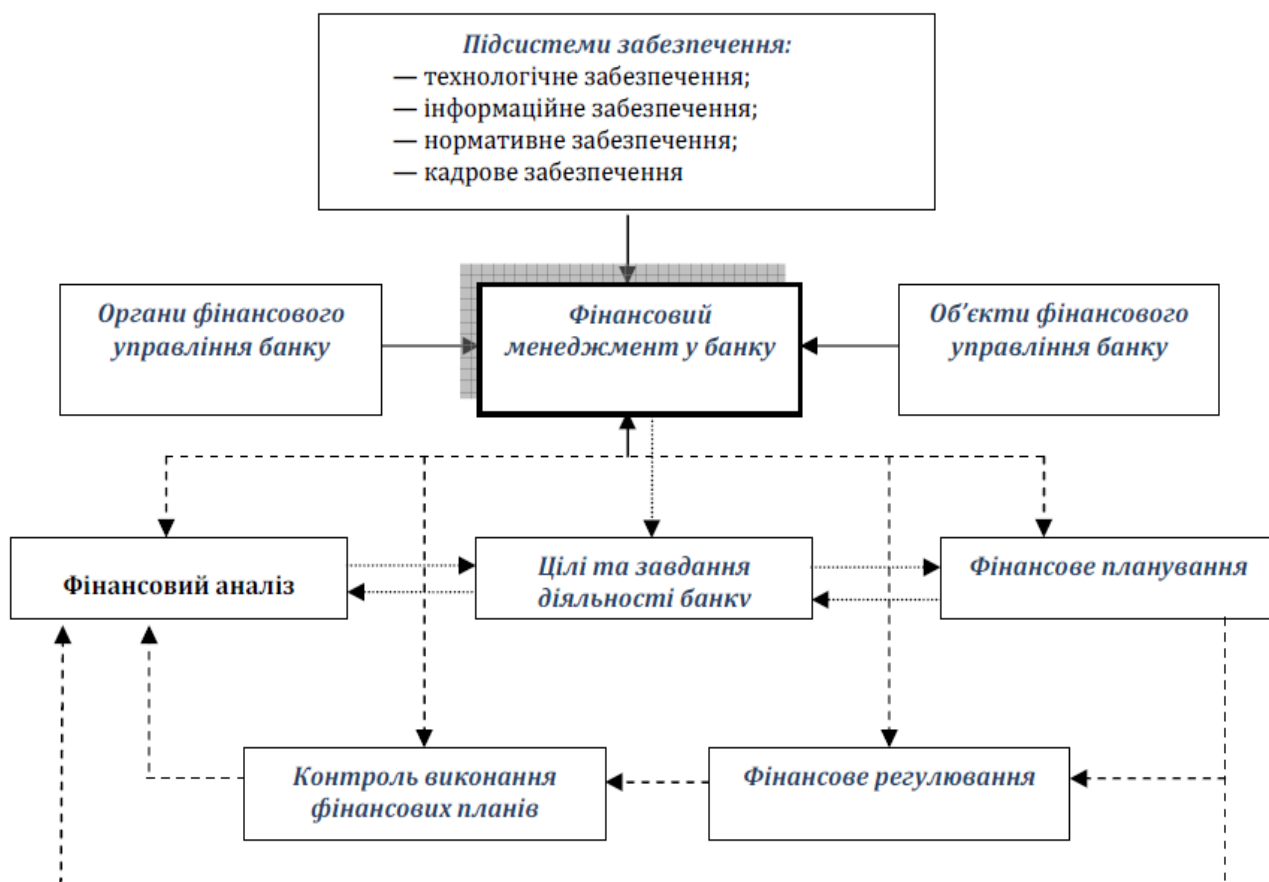 Підсистеми забезпечення:
— технологічне забезпечення;
— інформаційне забезпечення;
— нормативне забезпечення;
— кадрове забезпечення
Органи фінансового
управління банку
Фінансовий
менеджмент у банку
Об’єкти фінансового
управління банку
Фінансовий аналіз
Цілі та завдання
діяльності банку
Фінансове планування
Контроль виконання
фінансових планів
Фінансове регулювання